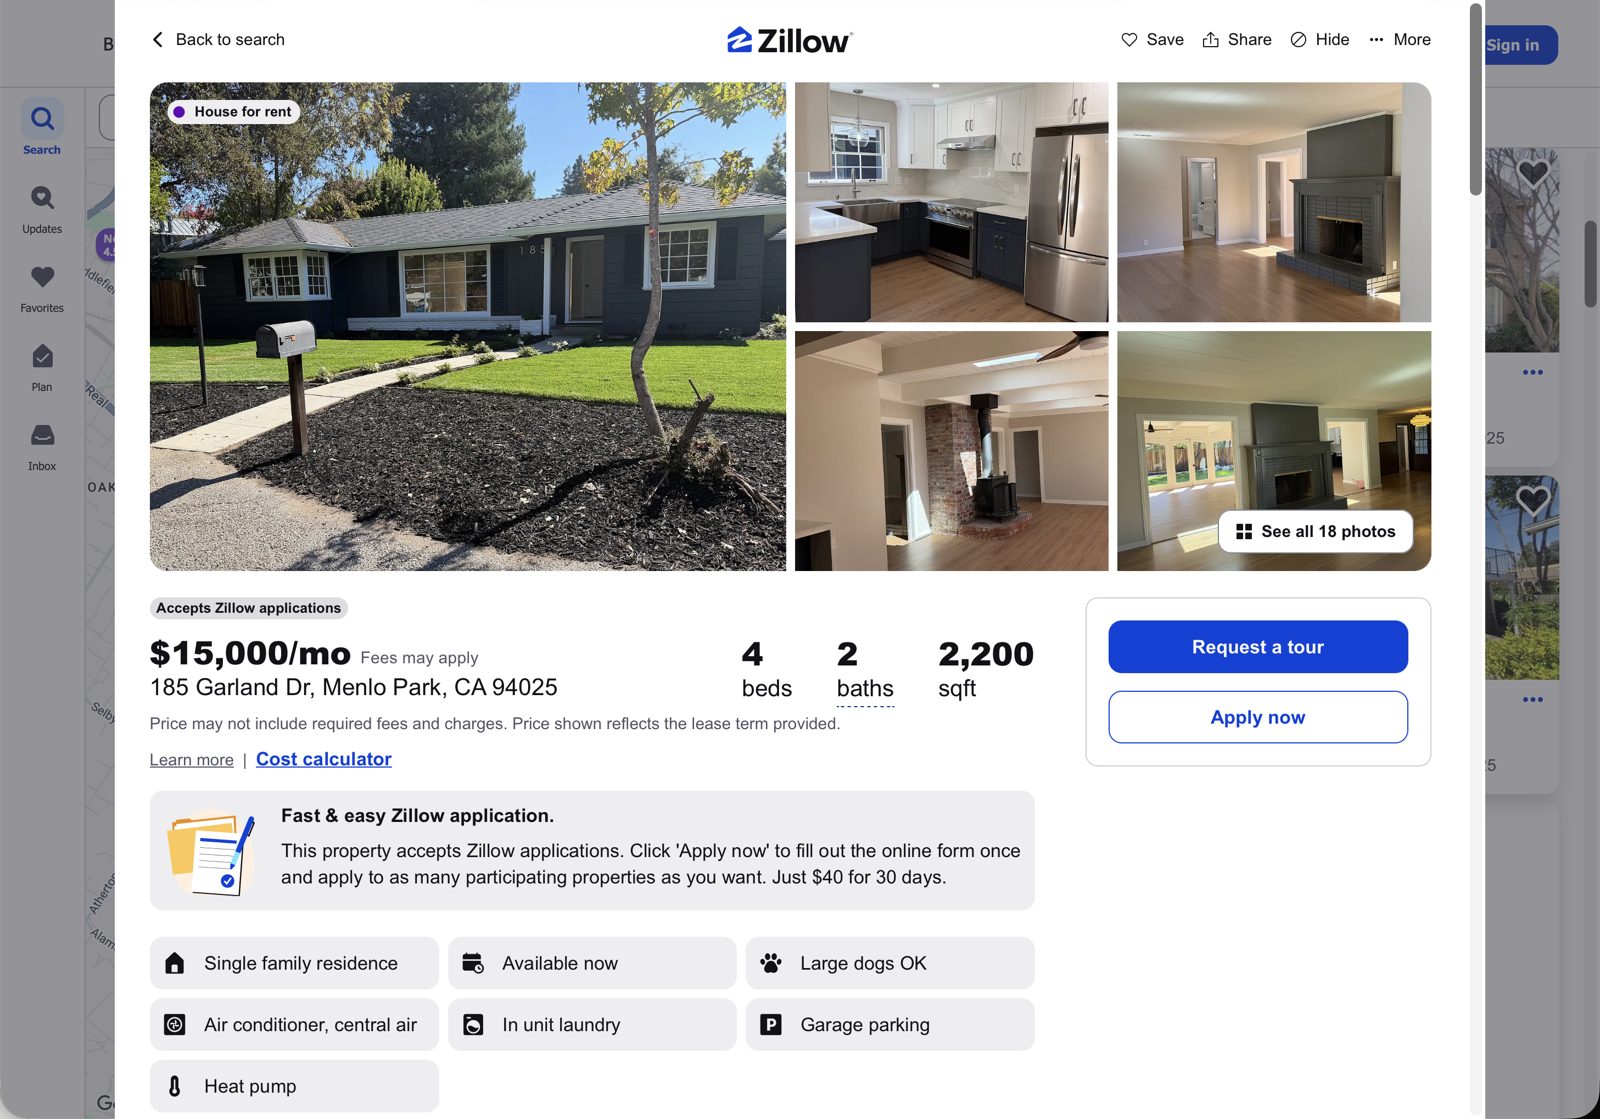 Back to search
Zillow
Save
Share
Hide
More
Sign in
House for rent
185
Search
Updates
Favorites
Plan
Inbox
OAK
Real
Selby
See all 18 photos
Accepts Zillow applications
$15,000/mo Fees may apply
185 Garland Dr, Menlo Park, CA 94025
4 beds
2 baths
2,200 sqft
Price may not include required fees and charges. Price shown reflects the lease term provided.
Learn more | Cost calculator
Request a tour
Apply now
Fast & easy Zillow application.
This property accepts Zillow applications. Click 'Apply now' to fill out the online form once
and apply to as many participating properties as you want. Just $40 for 30 days.
Single family residence
Available now
Large dogs OK
Air conditioner, central air
In unit laundry
P
Garage parking
Heat pump
25